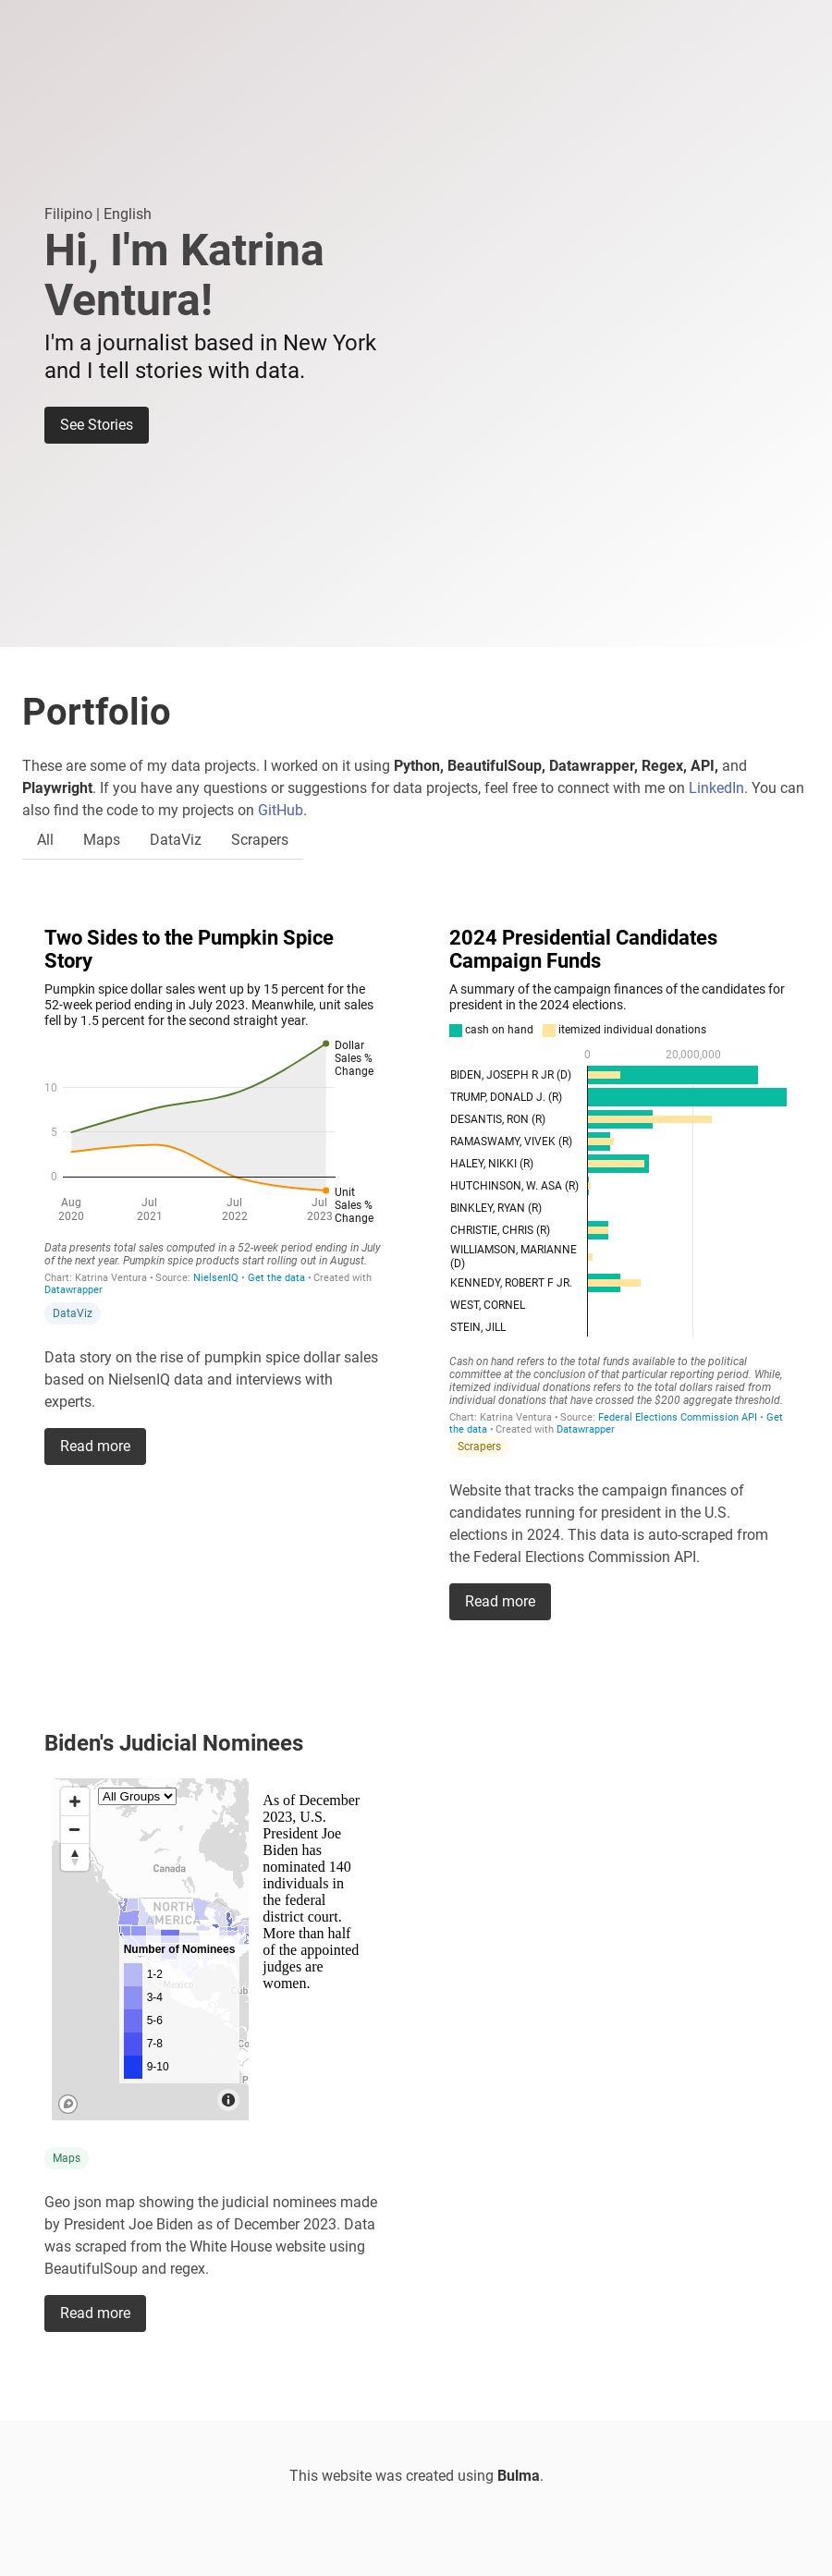 Filipino | English
Hi, I'm Katrina
Ventura!
I'm a journalist based in New York
and I tell stories with data.
See Stories
Portfolio
These are some of my data projects. I worked on it using Python, BeautifulSoup, Datawrapper, Regex, API, and
Playwright. If you have any questions or suggestions for data projects, feel free to connect with me on LinkedIn. You can
also find the code to my projects on GitHub.
All Maps DataViz Scrapers
Two Sides to the Pumpkin Spice
Story
Pumpkin spice dollar sales went up by 15 percent for the
52-week period ending in July 2023. Meanwhile, unit sales
fell by 1.5 percent for the second straight year.
Dollar
Sales %
Change
10
5
0
Unit
Sales %
Change
Aug Jul Jul Jul
2020 2021 2022 2023
Data presents total sales computed in a 52-week period ending in July
of the next year. Pumpkin spice products start rolling out in August.
Chart: Katrina Ventura • Source: NielsenIQ • Get the data • Created with
Datawrapper
DataViz
Data story on the rise of pumpkin spice dollar sales
based on NielsenIQ data and interviews with
experts.
Read more
2024 Presidential Candidates
Campaign Funds
A summary of the campaign finances of the candidates for
president in the 2024 elections.
cash on hand itemized individual donations
0 20,000,000
BIDEN, JOSEPH R JR (D)
TRUMP, DONALD J. (R)
DESANTIS, RON (R)
RAMASWAMY, VIVEK (R)
HALEY, NIKKI (R)
HUTCHINSON, W. ASA (R)
BINKLEY, RYAN (R)
CHRISTIE, CHRIS (R)
WILLIAMSON, MARIANNE
(D)
KENNEDY, ROBERT F JR.
WEST, CORNEL
STEIN, JILL
Cash on hand refers to the total funds available to the political
committee at the conclusion of that particular reporting period. While,
itemized individual donations refers to the total dollars raised from
individual donations that have crossed the $200 aggregate threshold.
Chart: Katrina Ventura • Source: Federal Elections Commission API • Get
the data • Created with Datawrapper
Scrapers
Website that tracks the campaign finances of
candidates running for president in the U.S.
elections in 2024. This data is auto-scraped from
the Federal Elections Commission API.
Read more
Biden's Judicial Nominees
All Groups
Canada
NORTH
AMERICA
Number of Nominees
1-2
3-4
5-6
7-8
9-10
Mexico
Cub
Co
P
As of December
2023, U.S.
President Joe
Biden has
nominated 140
individuals in
the federal
district court.
More than half
of the appointed
judges are
women.
Maps
Geo json map showing the judicial nominees made
by President Joe Biden as of December 2023. Data
was scraped from the White House website using
BeautifulSoup and regex.
Read more
This website was created using Bulma.